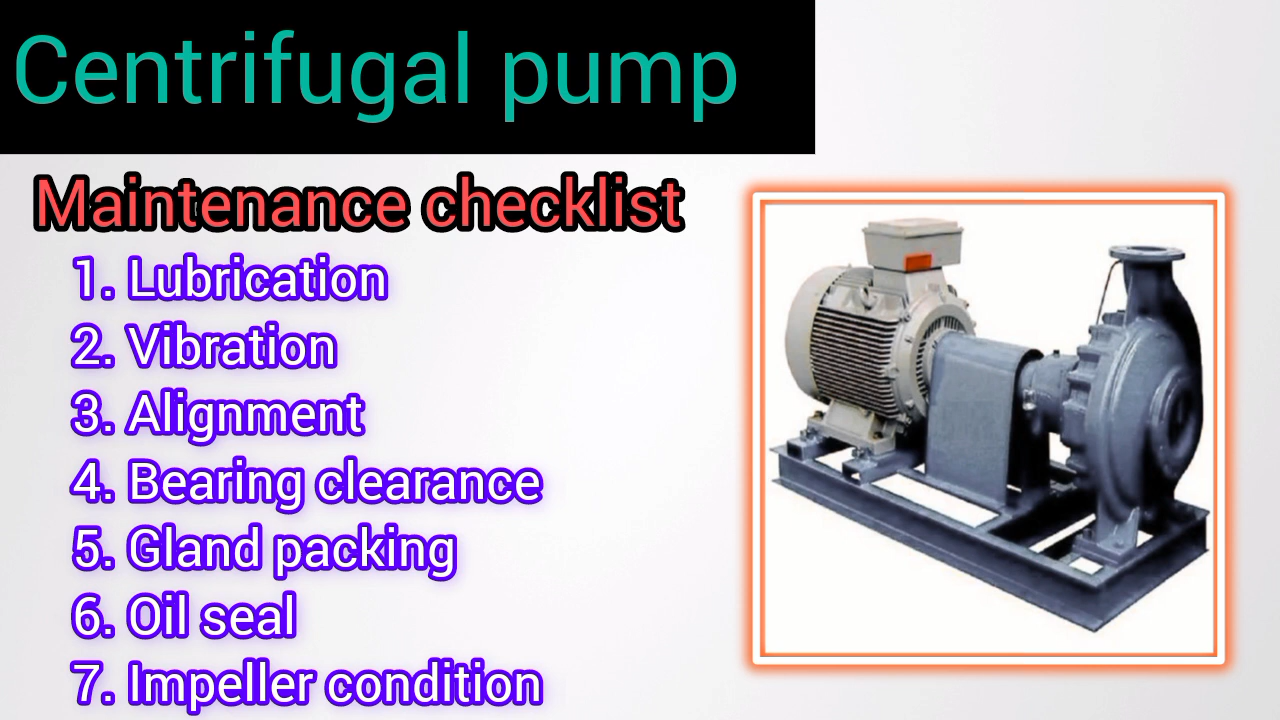 Centrifugal pump
Maintenance checklist
1. Lubrication
2. Vibration
3. Alignment
4. Bearing clearance
5. Gland packing
6. Oil seal
7. Impeller condition